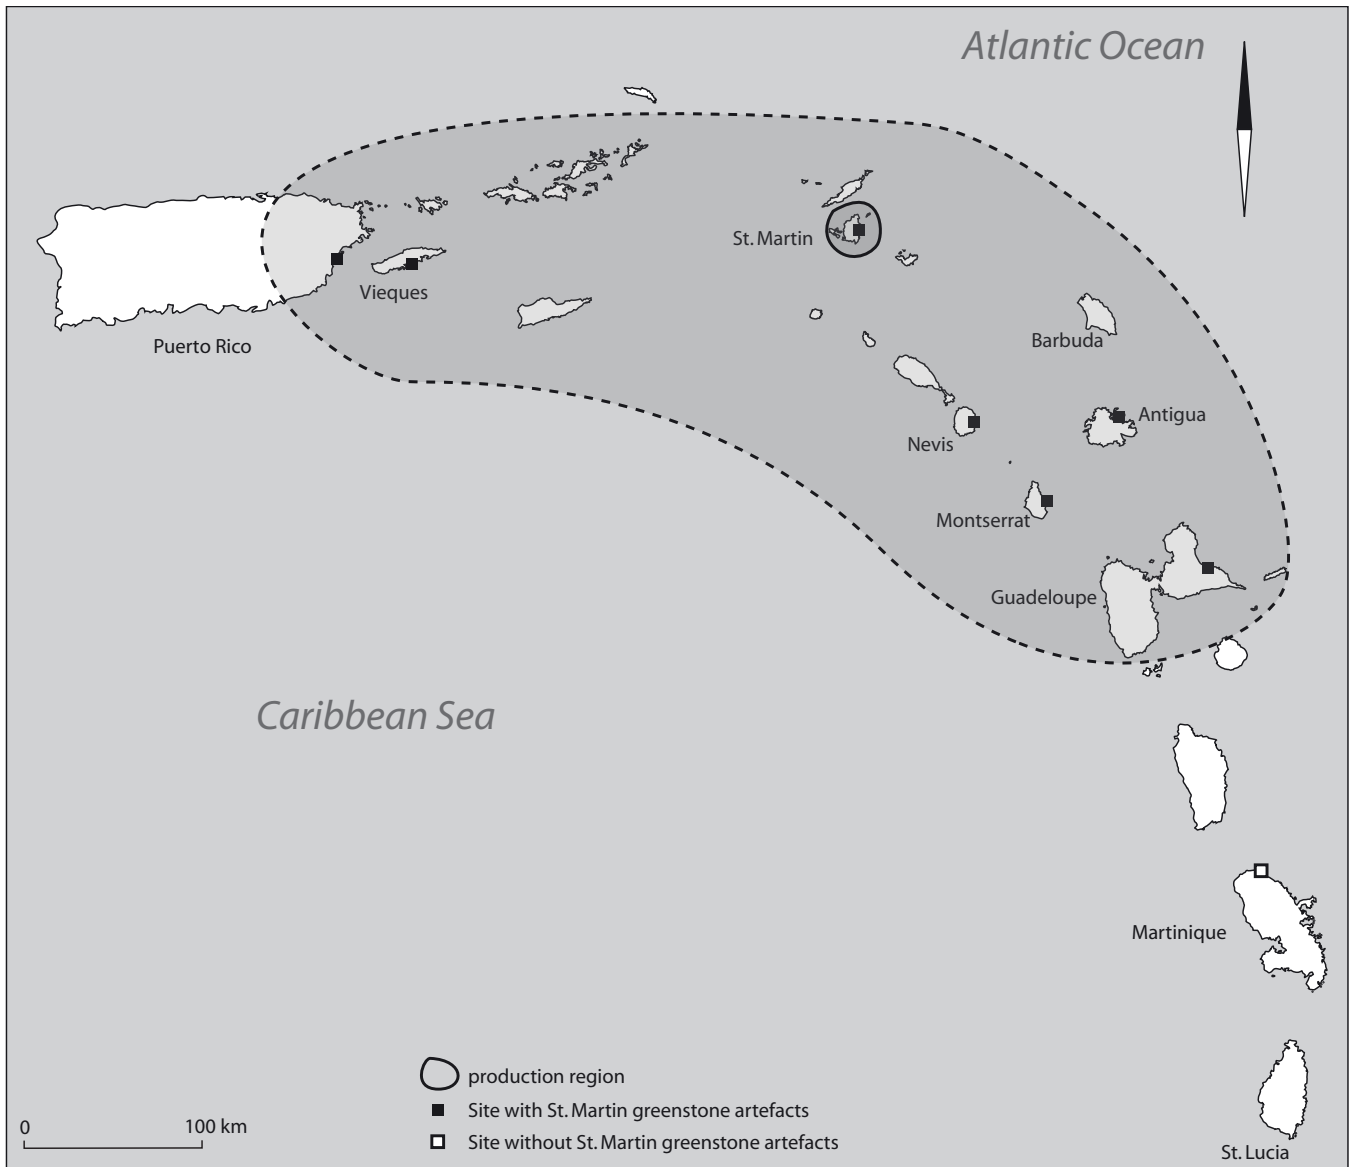 Atlantic Ocean
St. Martin
Vieques
Puerto Rico
Barbuda
Antigua
Nevis
Montserrat
Guadeloupe
Caribbean Sea
Martinique
production region
Site with St. Martin greenstone artefacts
0 100 km
Site without St. Martin greenstone artefacts
St. Lucia